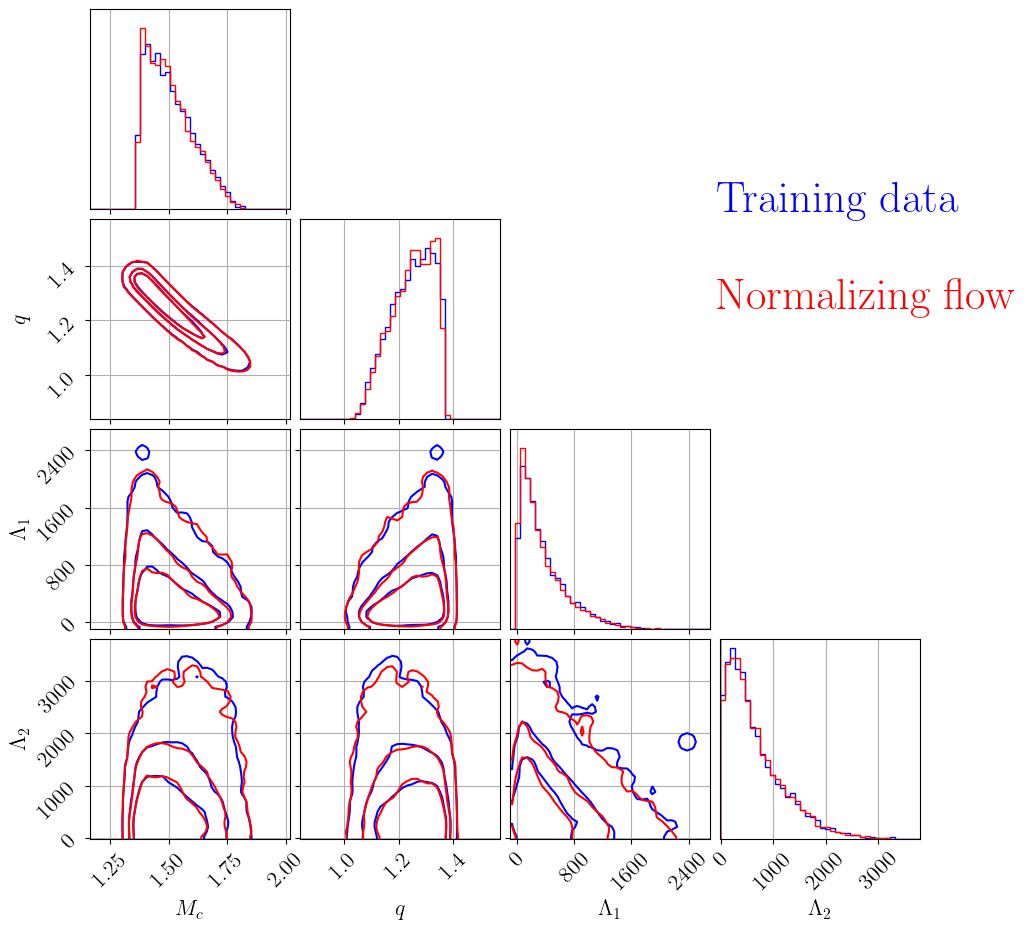 Training data
Normalizing flow
q
1.4
1.2
1.0
Λ₁
2400
1600
800
0
Λ₂
3000
2000
1000
0
1.25 1.50 1.75 2.00
1.0 1.2 1.4
0 800 1600 2400
0 1000 2000 3000
M_c q Λ₁ Λ₂